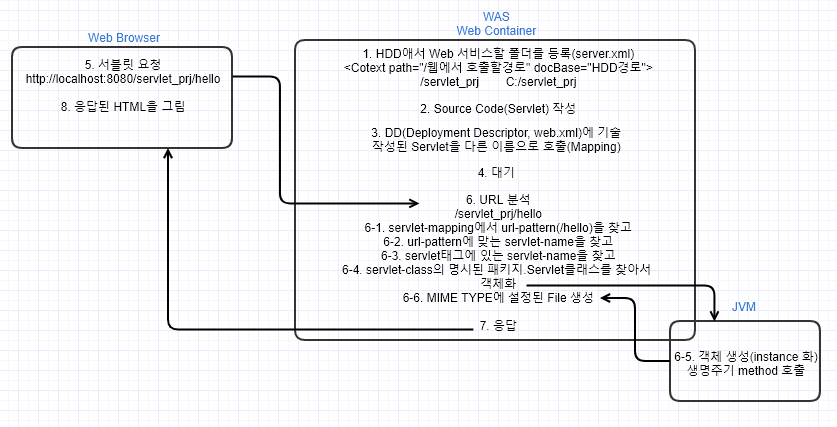 WAS
Web Container
Web Browser
5. 서블릿 요청
http://localhost:8080/servlet_prj/hello
8. 응답된 HTML을 그림
1. HDD애서 Web 서비스할 폴더를 등록(server.xml)
<Cotext path="/웹에서 호출할경로" docBase="HDD경로">
/servlet_prj C:/servlet_prj
2. Source Code(Servlet) 작성
3. DD(Deployment Descriptor, web.xml)에 기술
작성된 Servlet을 다른 이름으로 호출(Mapping)
4. 대기
6. URL 분석
/servlet_prj/hello
6-1. servlet-mapping에서 url-pattern(/hello)을 찾고
6-2. url-pattern에 맞는 servlet-name을 찾고
6-3. servlet태그에 있는 servlet-name을 찾고
6-4. servlet-class의 명시된 패키지.Servlet클래스를 찾아서
객체화
6-6. MIME TYPE에 설정된 File 생성
7. 응답
JVM
6-5. 객체 생성(instance 화)
생명주기 method 호출